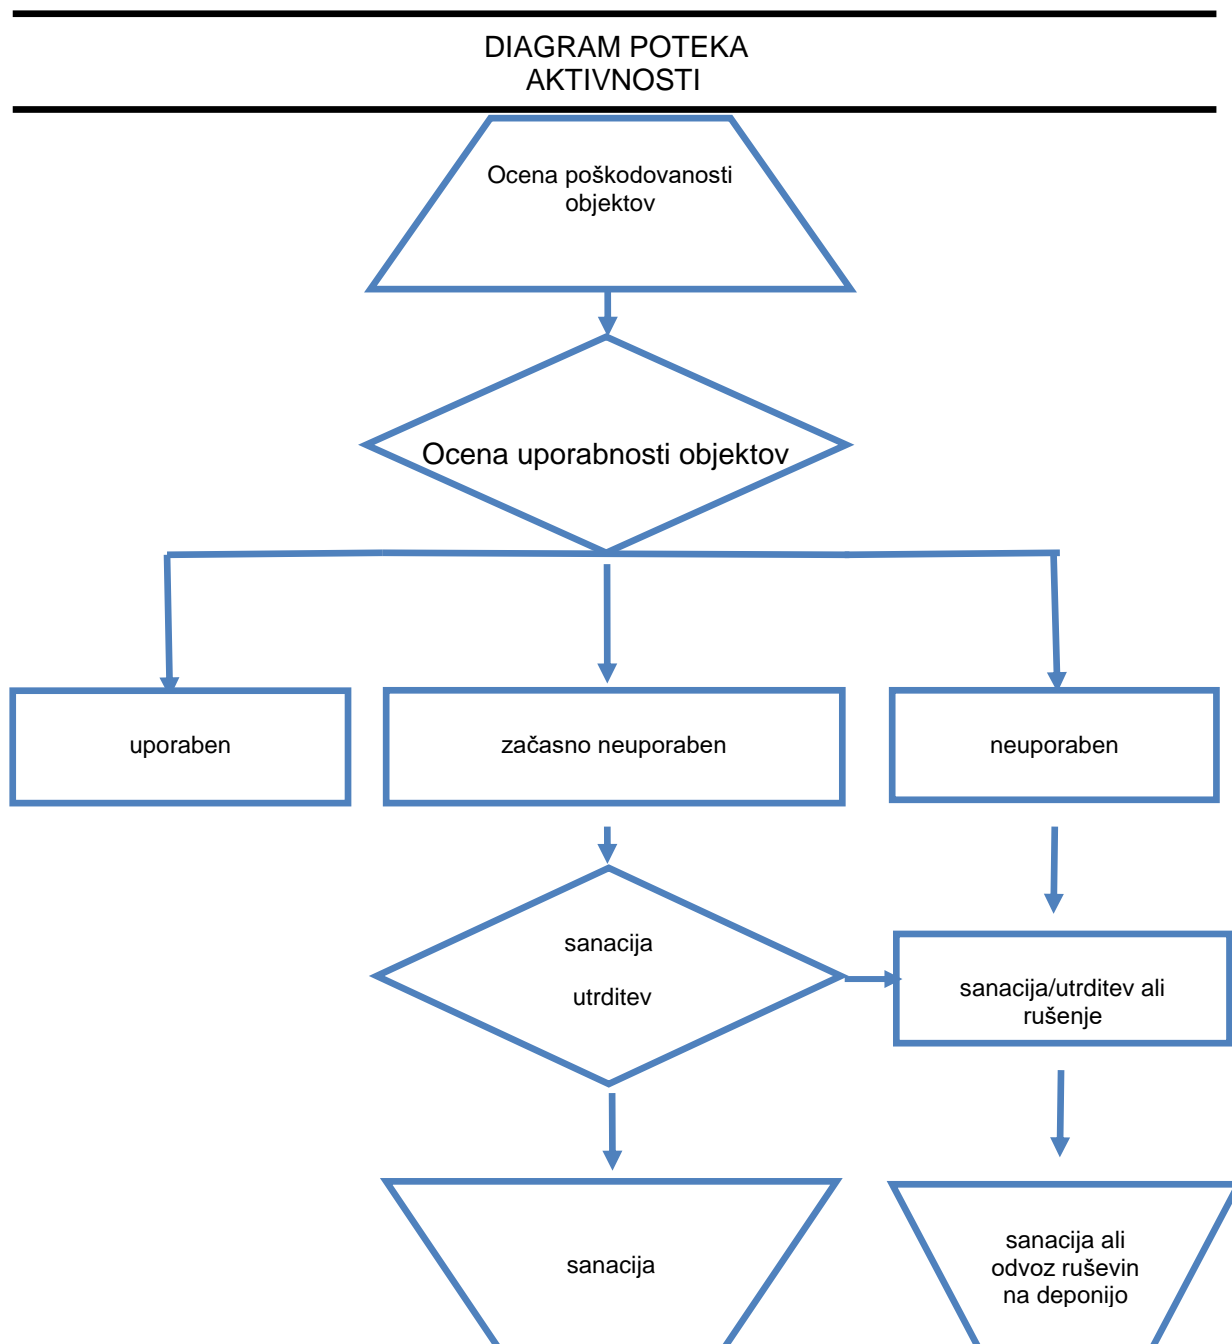 DIAGRAM POTEKA
AKTIVNOSTI
Ocena poškodovanosti
objektov
Ocena uporabnosti objektov
uporaben
začasno neuporaben
neuporaben
sanacija
utrditev
sanacija/utrditev ali
rušenje
sanacija
sanacija ali
odvoz ruševin
na deponijo